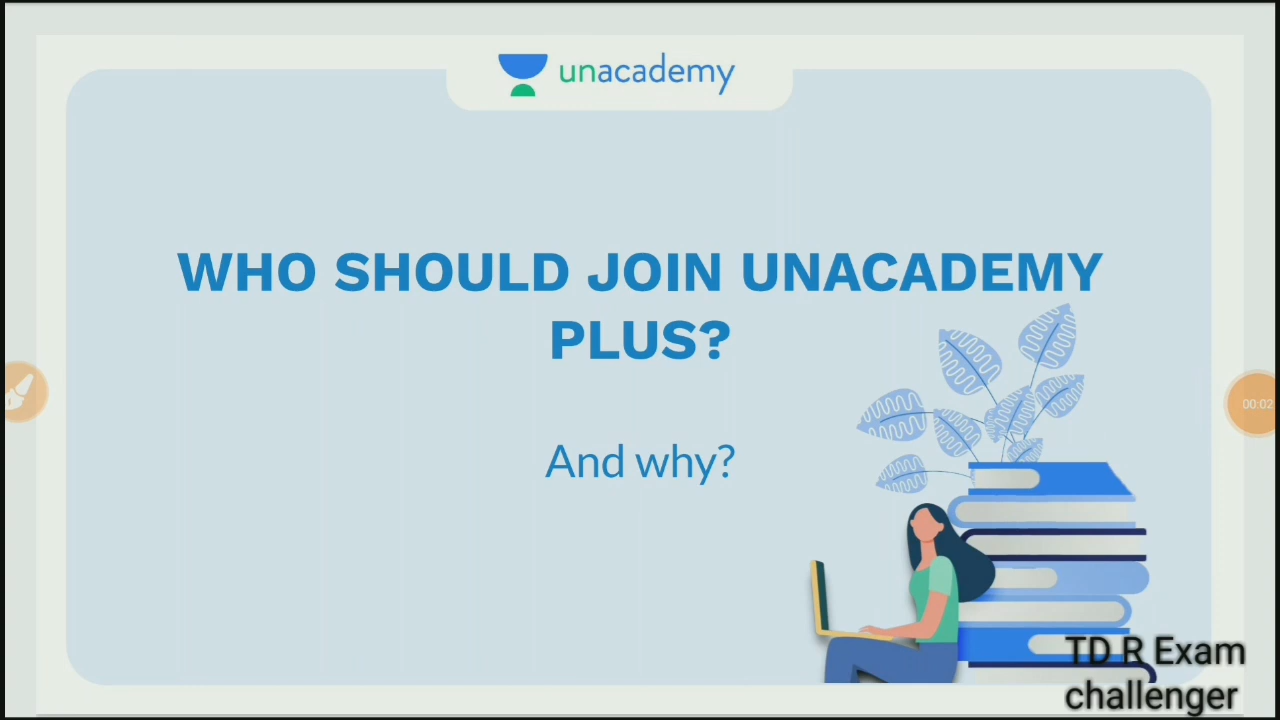 unacademy
WHO SHOULD JOIN UNACADEMY
PLUS?
And why?
00:02
TD R Exam
challenger